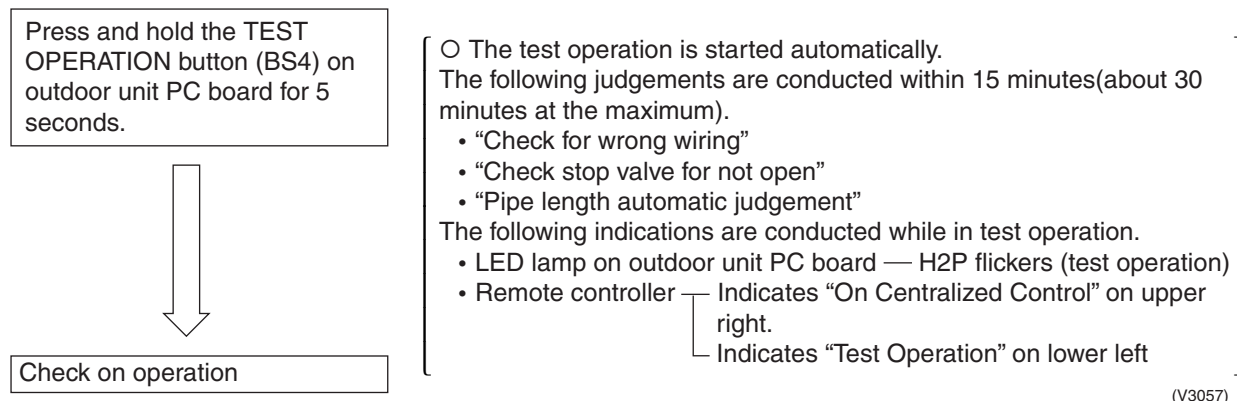 Press and hold the TEST
OPERATION button (BS4) on
outdoor unit PC board for 5
seconds.
Check on operation
○ The test operation is started automatically.
The following judgements are conducted within 15 minutes(about 30
minutes at the maximum).
• “Check for wrong wiring”
• “Check stop valve for not open”
• “Pipe length automatic judgement”
The following indications are conducted while in test operation.
• LED lamp on outdoor unit PC board — H2P flickers (test operation)
• Remote controller — Indicates “On Centralized Control” on upper
right.
Indicates “Test Operation” on lower left
(V3057)